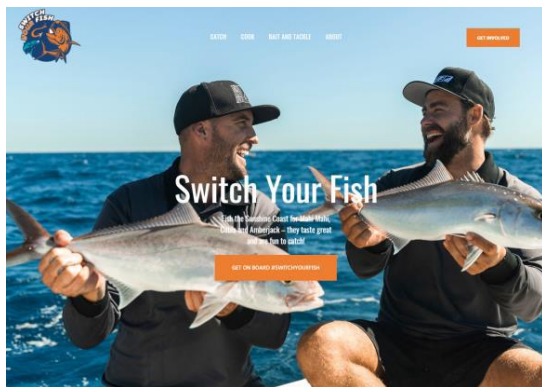 SWITCH YOUR FISH
CATCH COOK BAIT AND TACKLE ABOUT
GET INVOLVED
Switch Your Fish
Fish the Sunshine Coast for Mahi Mahi,
and Amberjack – they taste great
and are fun to catch!
GET ON BOARD #SWITCHYOURFISH